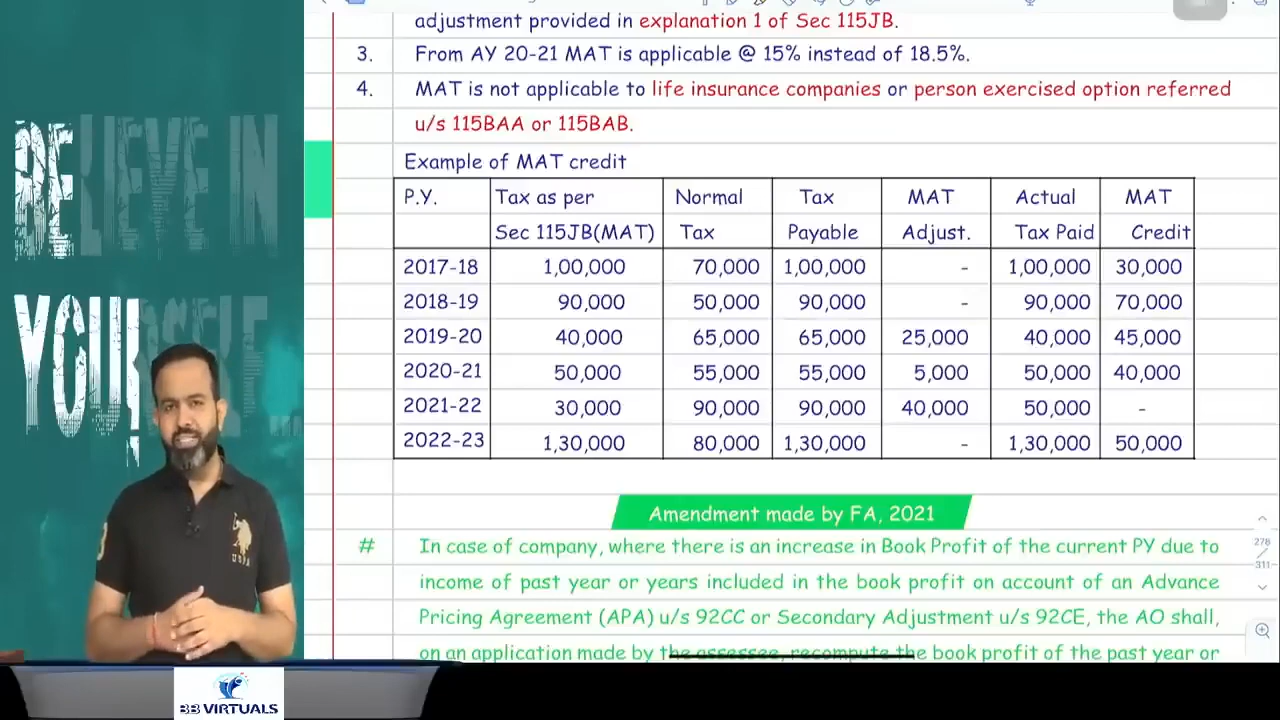 BELIEVE IN
YOURSELF...
adjustment provided in explanation 1 of Sec 115JB.
3. From AY 20-21 MAT is applicable @ 15% instead of 18.5%.
4. MAT is not applicable to life insurance companies or person exercised option referred
u/s 115BAA or 115BAB.
Example of MAT credit
P.Y. Tax as per Normal Tax MAT Actual MAT
Sec 115JB(MAT) Tax Payable Adjust. Tax Paid Credit
2017-18 1,00,000 70,000 1,00,000 - 1,00,000 30,000
2018-19 90,000 50,000 90,000 - 90,000 70,000
2019-20 40,000 65,000 65,000 25,000 40,000 45,000
2020-21 50,000 55,000 55,000 5,000 50,000 40,000
2021-22 30,000 90,000 90,000 40,000 50,000 -
2022-23 1,30,000 80,000 1,30,000 - 1,30,000 50,000
Amendment made by FA, 2021
# In case of company, where there is an increase in Book Profit of the current PY due to
income of past year or years included in the book profit on account of an Advance
Pricing Agreement (APA) u/s 92CC or Secondary Adjustment u/s 92CE, the AO shall,
on an application made by the assessee, recompute the book profit of the past year or
278
311
3
USPA
BB VIRTUALS